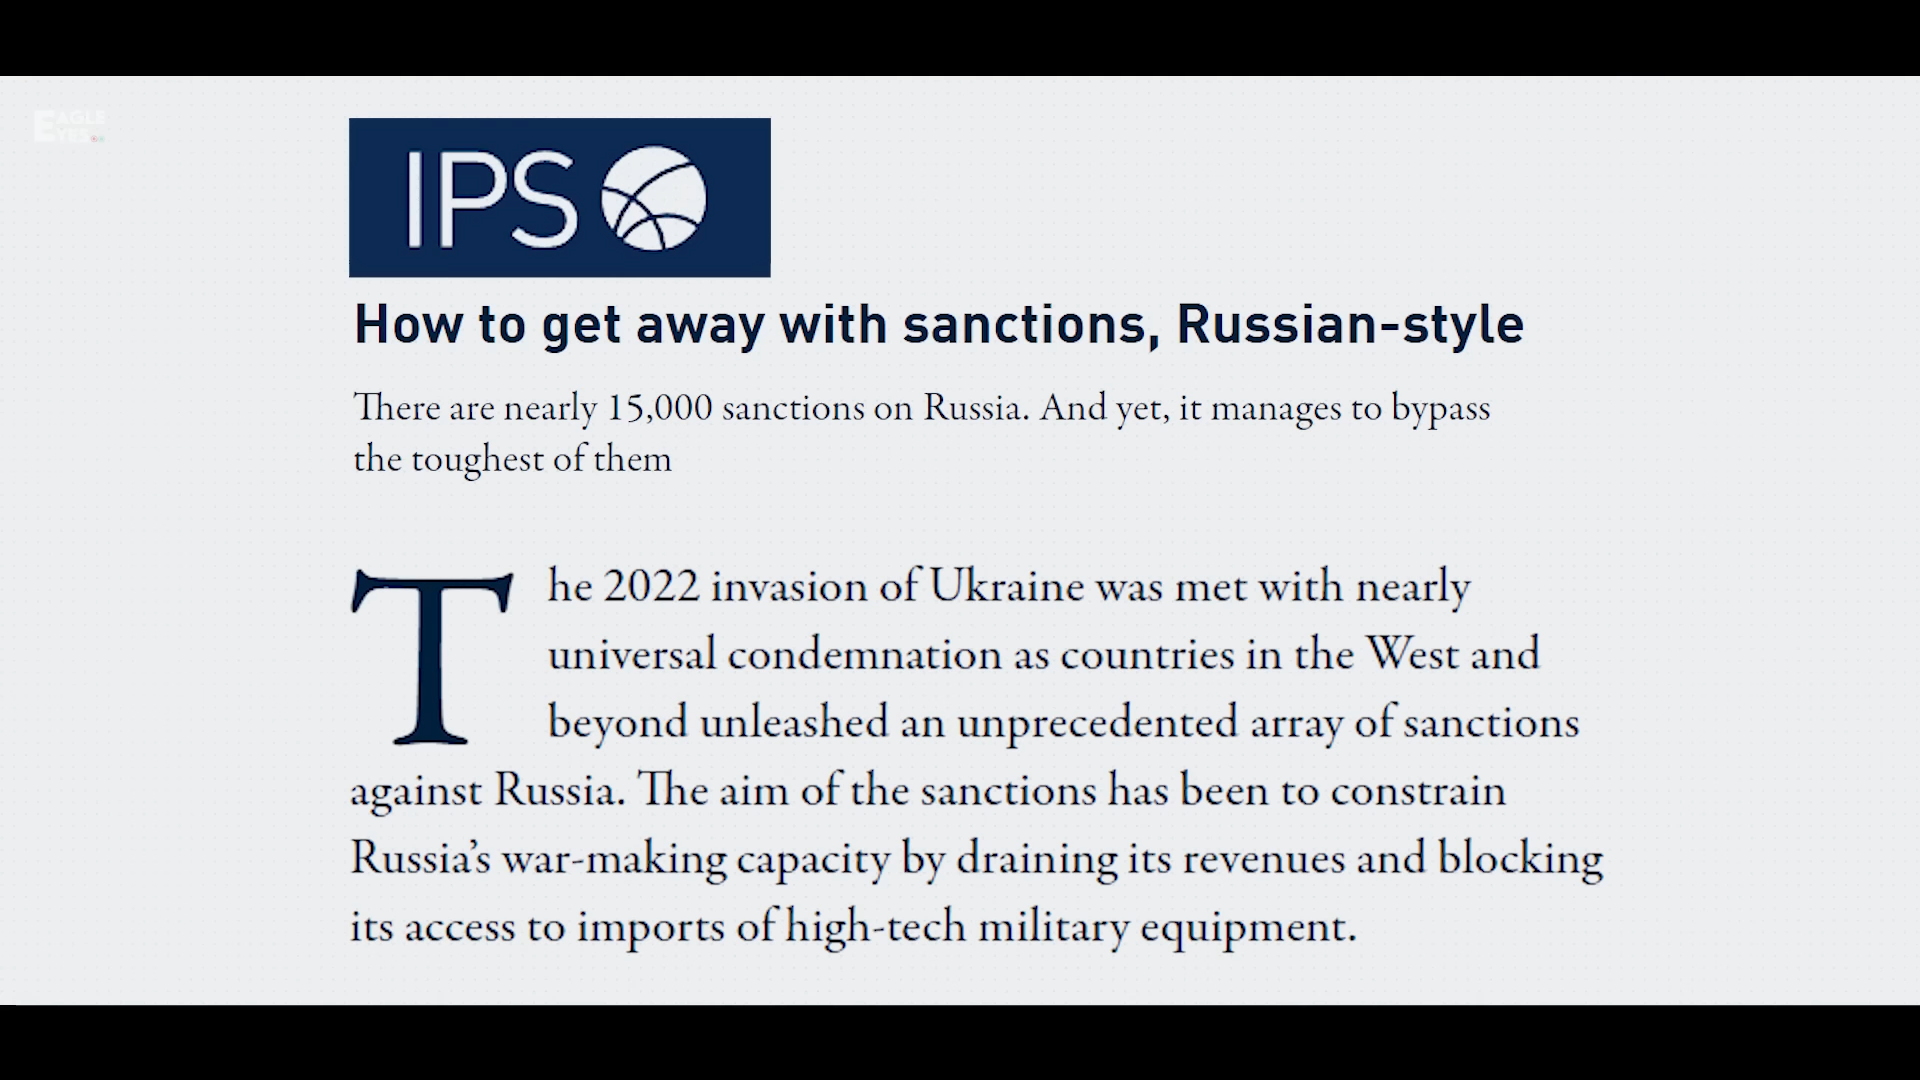 EAGLE
EYES
IPS
How to get away with sanctions, Russian-style
There are nearly 15,000 sanctions on Russia. And yet, it manages to bypass
the toughest of them
The 2022 invasion of Ukraine was met with nearly
universal condemnation as countries in the West and
beyond unleashed an unprecedented array of sanctions
against Russia. The aim of the sanctions has been to constrain
Russia’s war-making capacity by draining its revenues and blocking
its access to imports of high-tech military equipment.